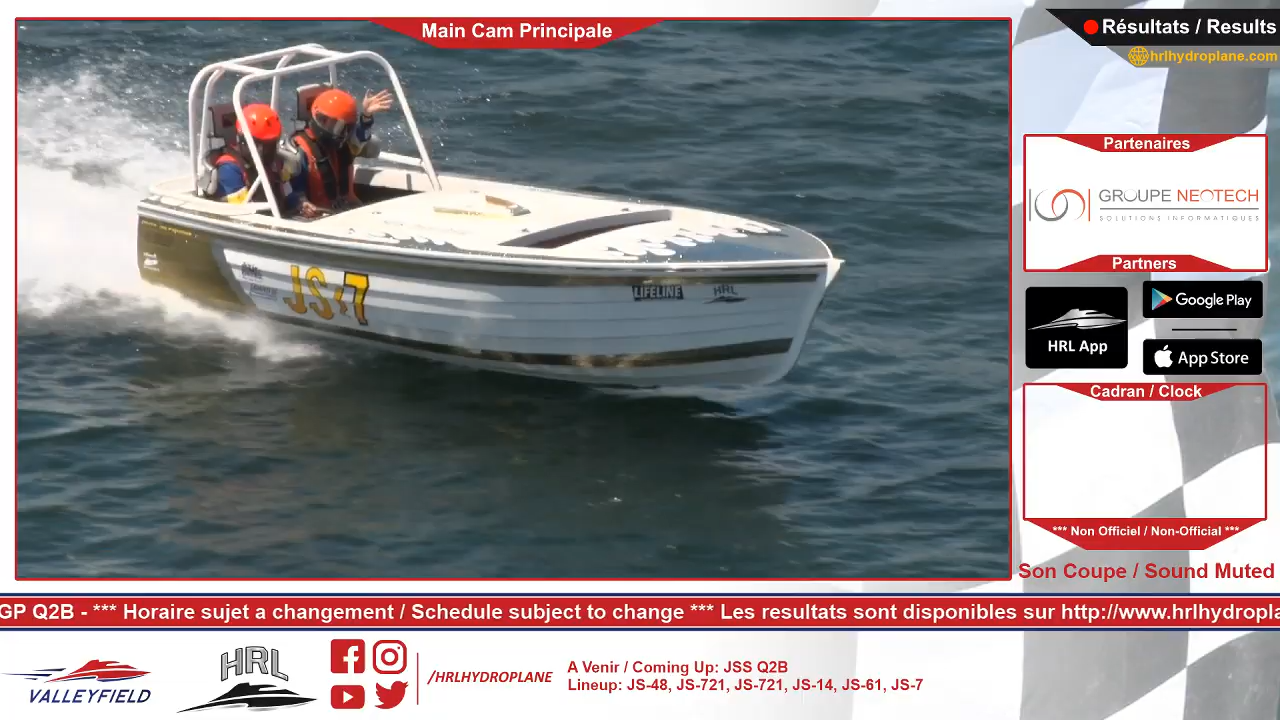 Main Cam Principale
Résultats / Results
hrlhydroplane.com
Partenaires
GROUPE NEOTECH
SOLUTIONS INFORMATIQUES
Partners
HRL App
Google Play
App Store
Cadran / Clock
*** Non Officiel / Non-Official ***
Son Coupe / Sound Muted
JS-7
LIFELINE
HRL
GP Q2B - *** Horaire sujet a changement / Schedule subject to change *** Les resultats sont disponibles sur http://www.hrlhydropla
VALLEYFIELD
HRL
/HRLHYDROPLANE
A Venir / Coming Up: JSS Q2B
Lineup: JS-48, JS-721, JS-721, JS-14, JS-61, JS-7